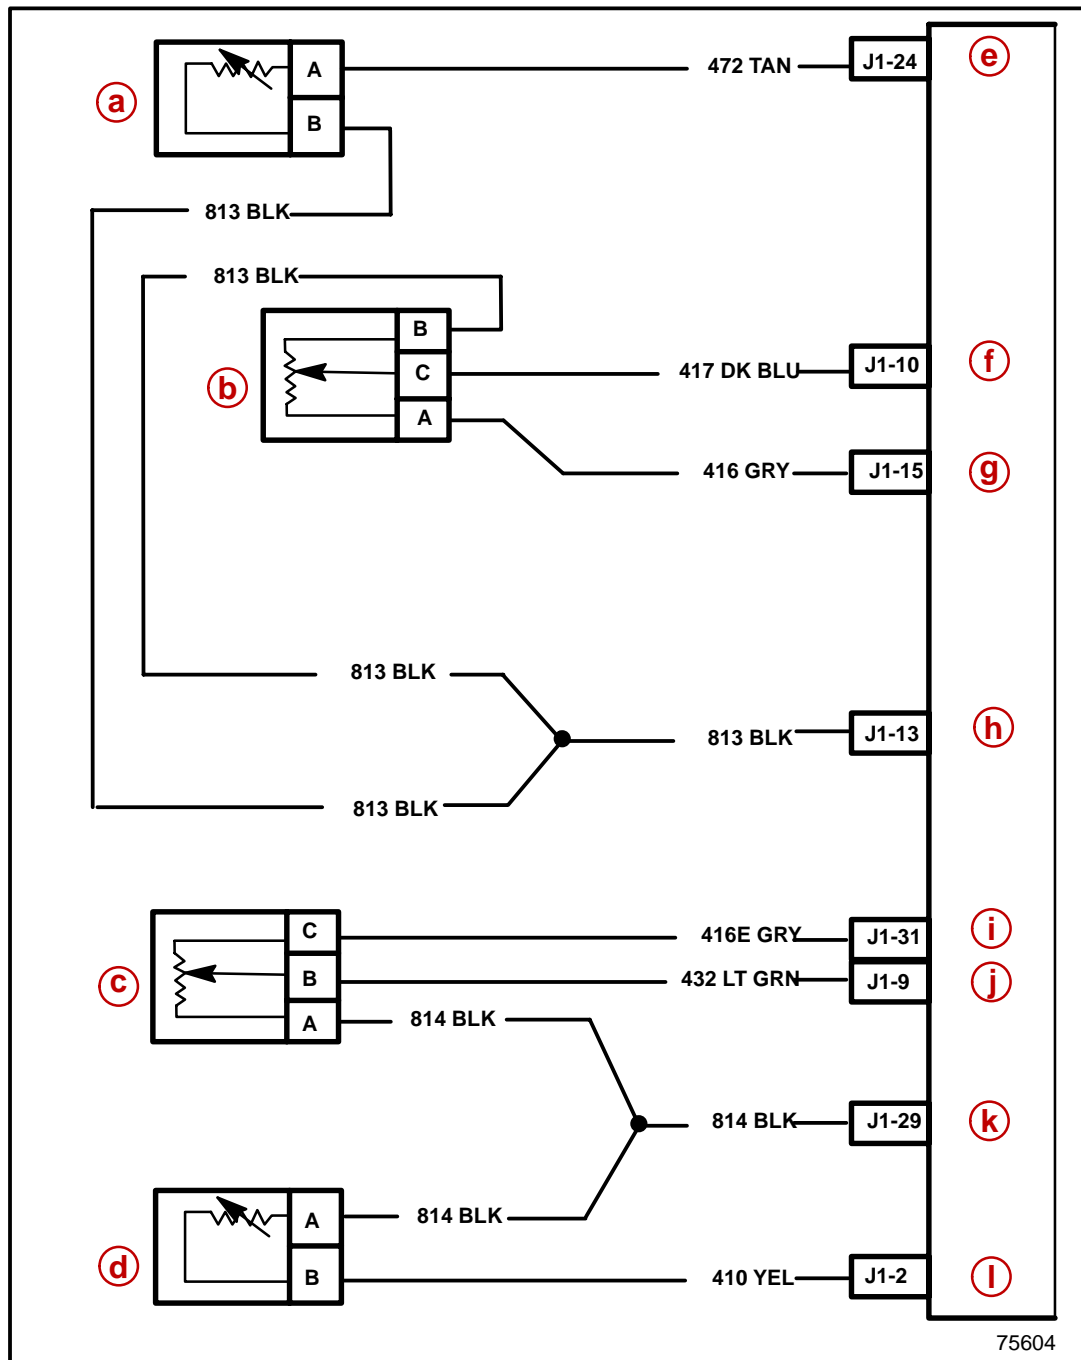 A
472 TAN
J1-24
e
a
B
813 BLK
813 BLK
B
b
C
417 DK BLU
J1-10
f
A
416 GRY
J1-15
g
813 BLK
813 BLK
J1-13
h
813 BLK
C
416E GRY
J1-31
i
c
B
432 LT GRN
J1-9
j
A
814 BLK
814 BLK
J1-29
k
A
814 BLK
d
B
410 YEL
J1-2
l
75604